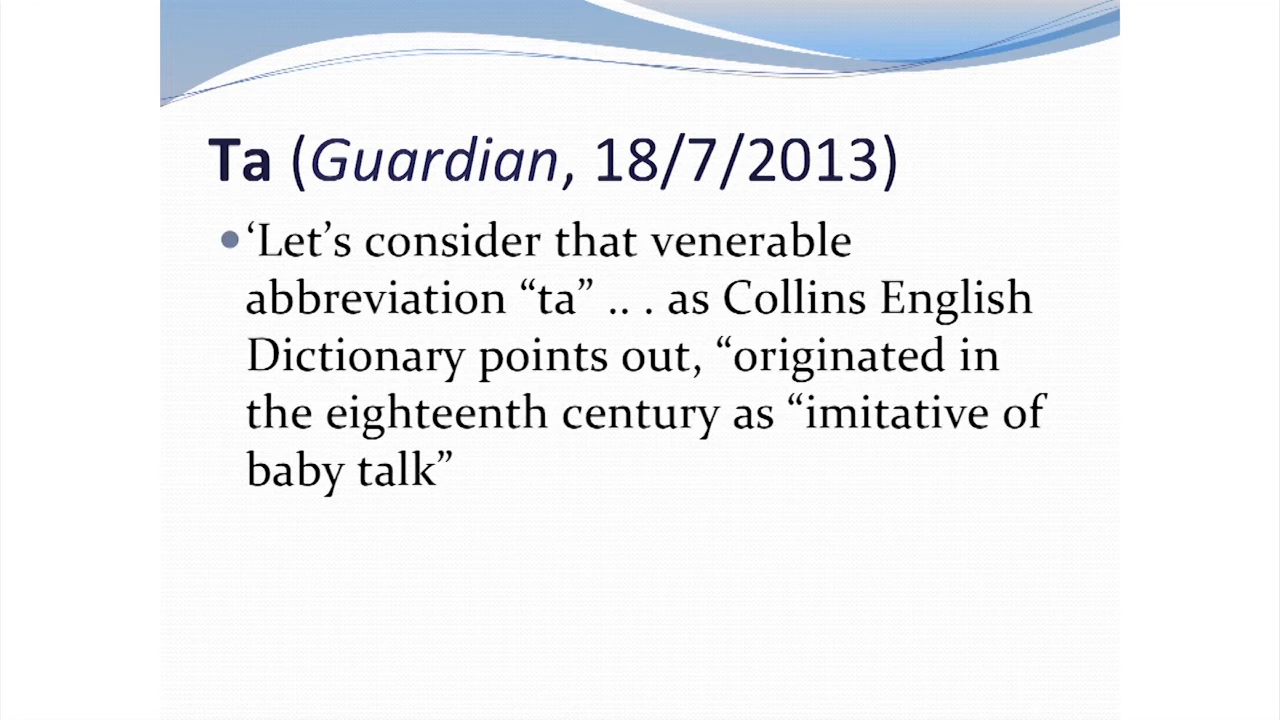 Ta (Guardian, 18/7/2013)
• ‘Let’s consider that venerable
abbreviation “ta” .. . as Collins English
Dictionary points out, “originated in
the eighteenth century as “imitative of
baby talk”